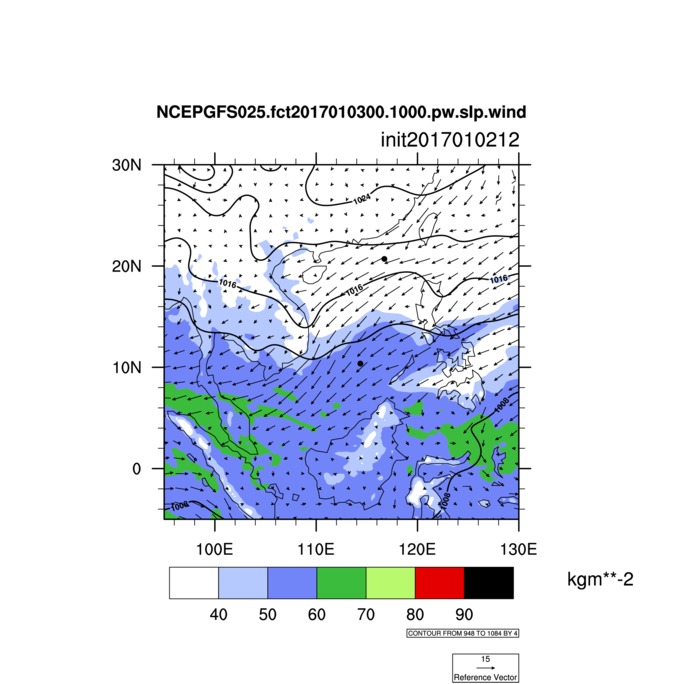 NCEPGFS025.fct2017010300.1000.pw.slp.wind
init2017010212
30N
1024
20N
1016
1016
1016
10N
1008
0
1008
1008
100E 110E 120E 130E
kgm**-2
40 50 60 70 80 90
CONTOUR FROM 948 TO 1084 BY 4
15
Reference Vector